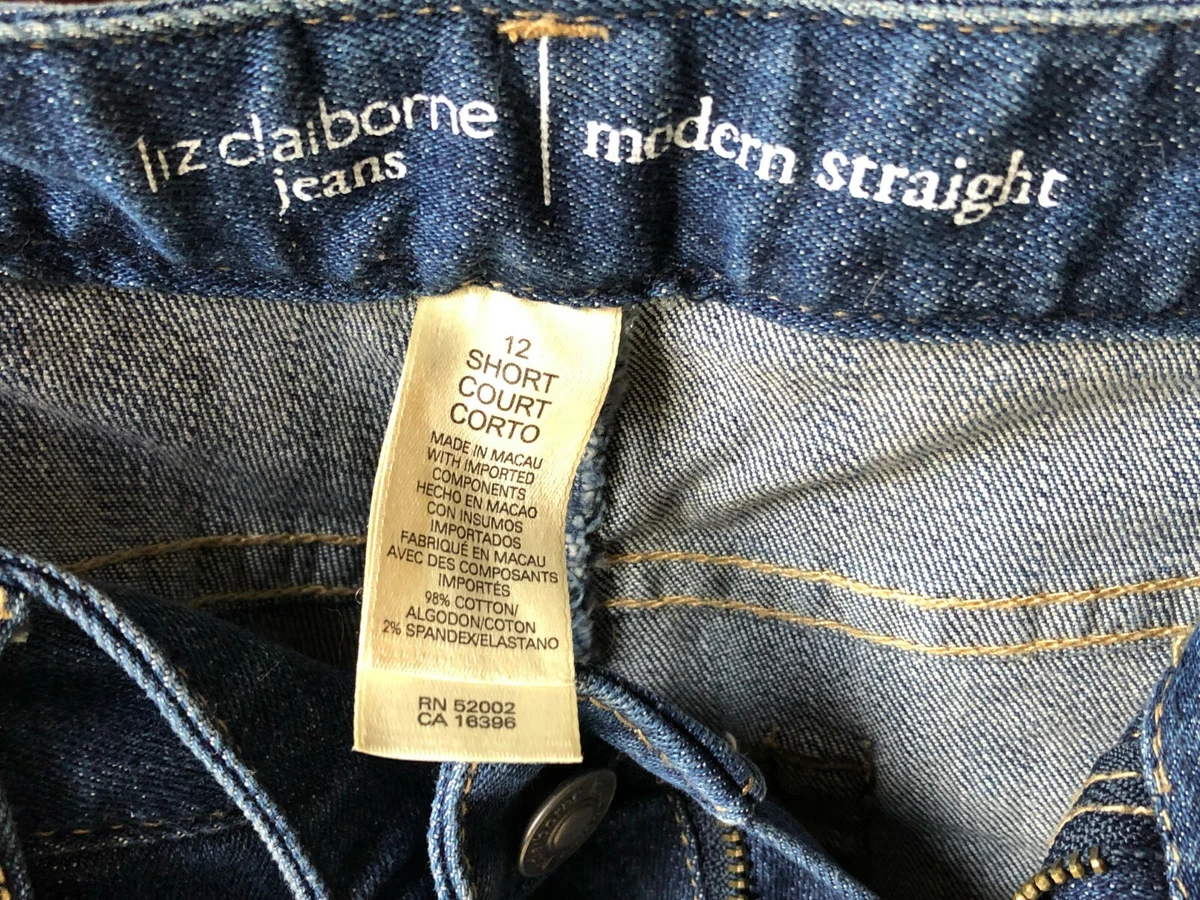 liz claiborne
jeans
modern straight
12
SHORT
COURT
CORTO
MADE IN MACAU
WITH IMPORTED
COMPONENTS
HECHO EN MACAO
CON INSUMOS
IMPORTADOS
FABRIQUÉ EN MACAU
AVEC DES COMPOSANTS
IMPORTÉS
98% COTTON/
ALGODON/COTON
2% SPANDEX/ELASTANO
RN 52002
CA 16396